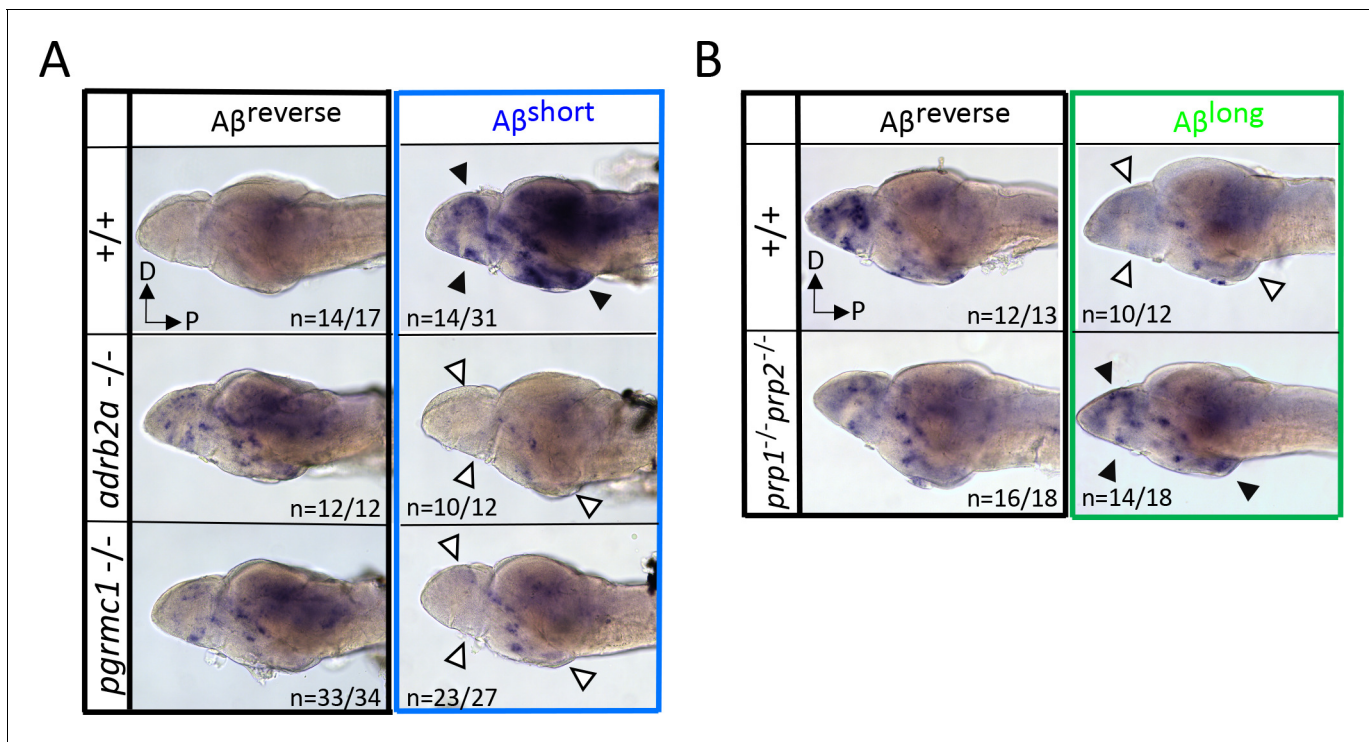 A
Aβreverse
Aβshort
+/+
D
P
n=14/17
n=14/31
adrb2a -/-
n=12/12
n=10/12
pgrmc1 -/-
n=33/34
n=23/27
B
Aβreverse
Aβlong
+/+
D
P
n=12/13
n=10/12
prp1-/-prp2-/-
n=16/18
n=14/18